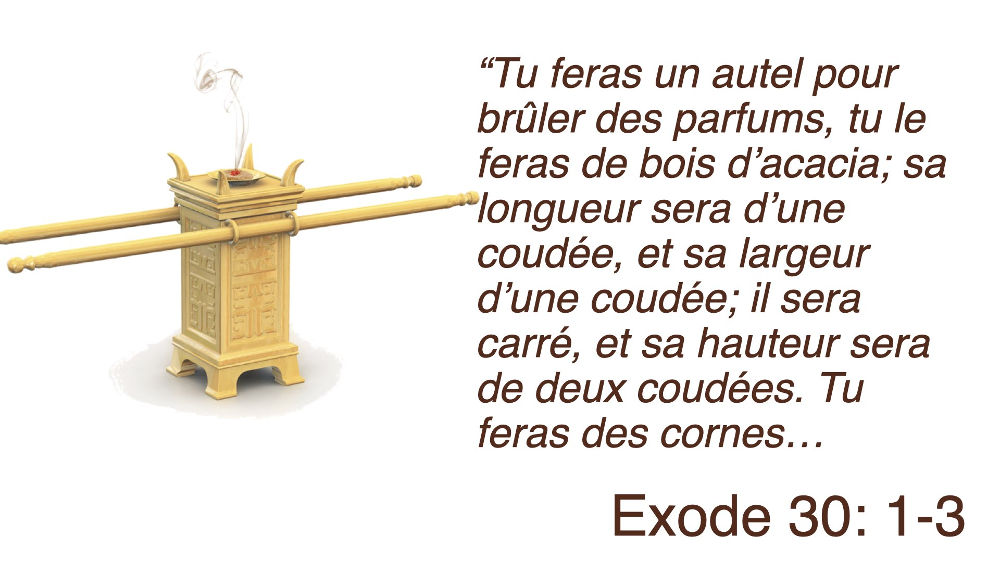 “Tu feras un autel pour
brûler des parfums, tu le
feras de bois d’acacia; sa
longueur sera d’une
coudée, et sa largeur
d’une coudée; il sera
carré, et sa hauteur sera
de deux coudées. Tu
feras des cornes…
Exode 30: 1-3